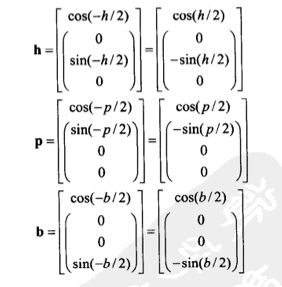 h = [cos(−h/2) (0 sin(−h/2) 0)] = [cos(h/2) (0 −sin(h/2) 0)]
p = [cos(−p/2) (sin(−p/2) 0 0)] = [cos(p/2) (−sin(p/2) 0 0)]
b = [cos(−b/2) (0 0 sin(−b/2))] = [cos(b/2) (0 0 −sin(b/2))]